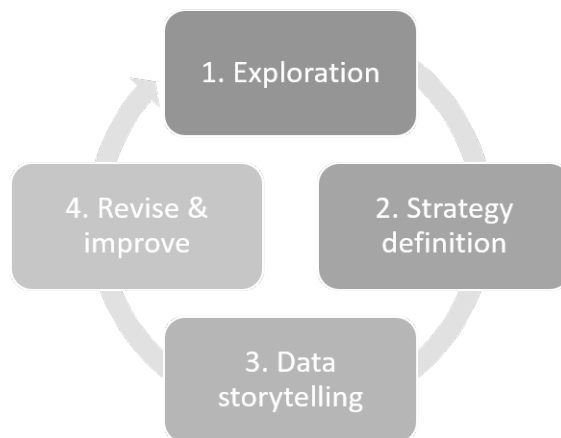 1. Exploration
2. Strategy
definition
3. Data
storytelling
4. Revise &
improve